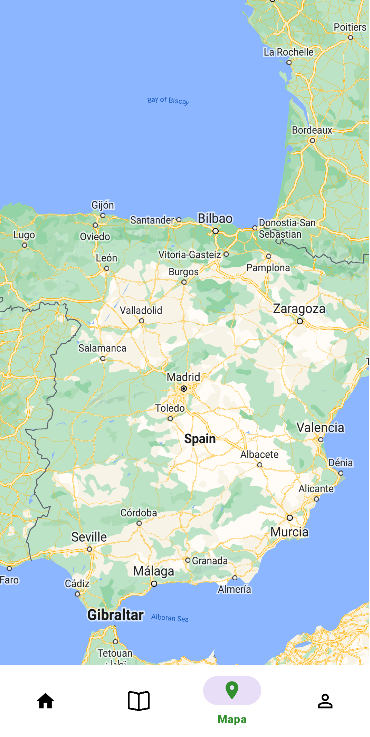 Poitiers
La Rochelle
Bay of Biscay
Bordeaux
Gijón
Santander
Bilbao
Donostia-San
Sebastian
Lugo
Oviedo
León
Vitoria-Gasteiz
Pamplona
Burgos
Valladolid
Zaragoza
Salamanca
Madrid
Toledo
Spain
Valencia
Albacete
Dénia
Alicante
Córdoba
Murcia
Seville
Granada
Faro
Málaga
Cádiz
Almería
Gibraltar
Alboran Sea
Tetouan
Mapa